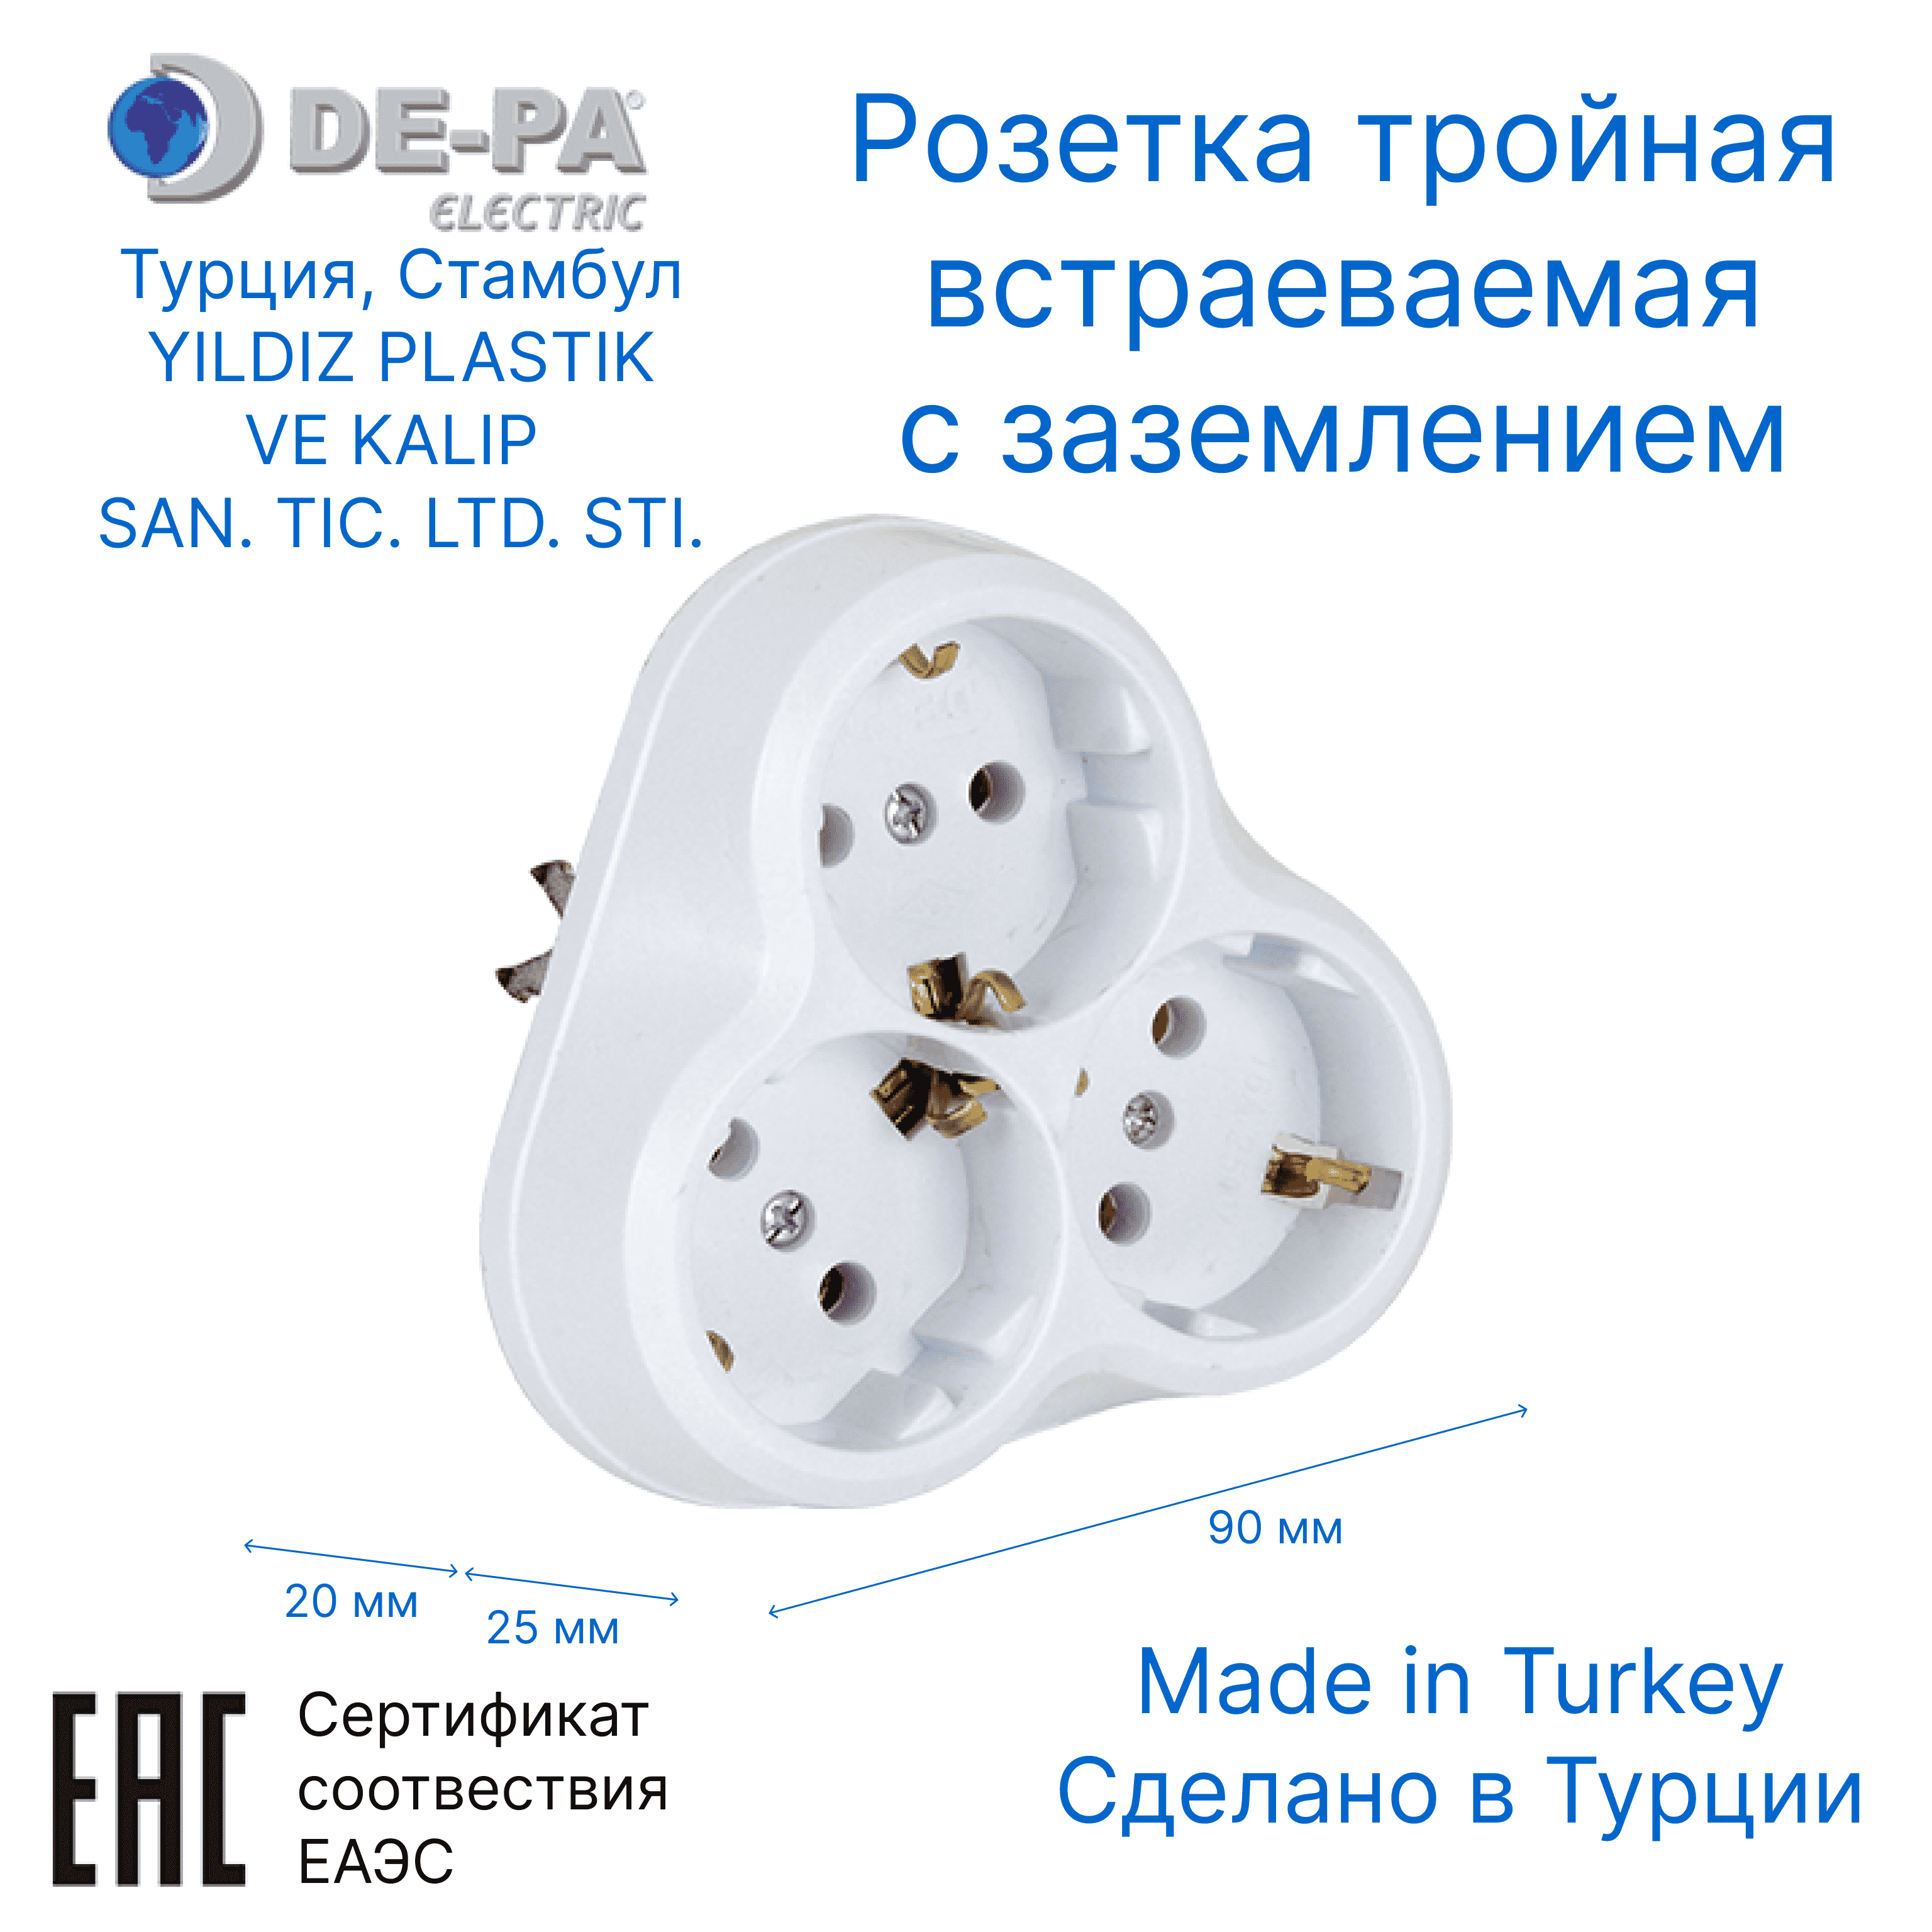 DE-PA®
ELECTRIC
Турция, Стамбул
YILDIZ PLASTIK
VE KALIP
SAN. TIC. LTD. STI.
Розетка тройная
встраеваемая
с заземлением
90 мм
20 мм
25 мм
EAC
Сертификат
соотвествия
ЕАЭС
Made in Turkey
Сделано в Турции